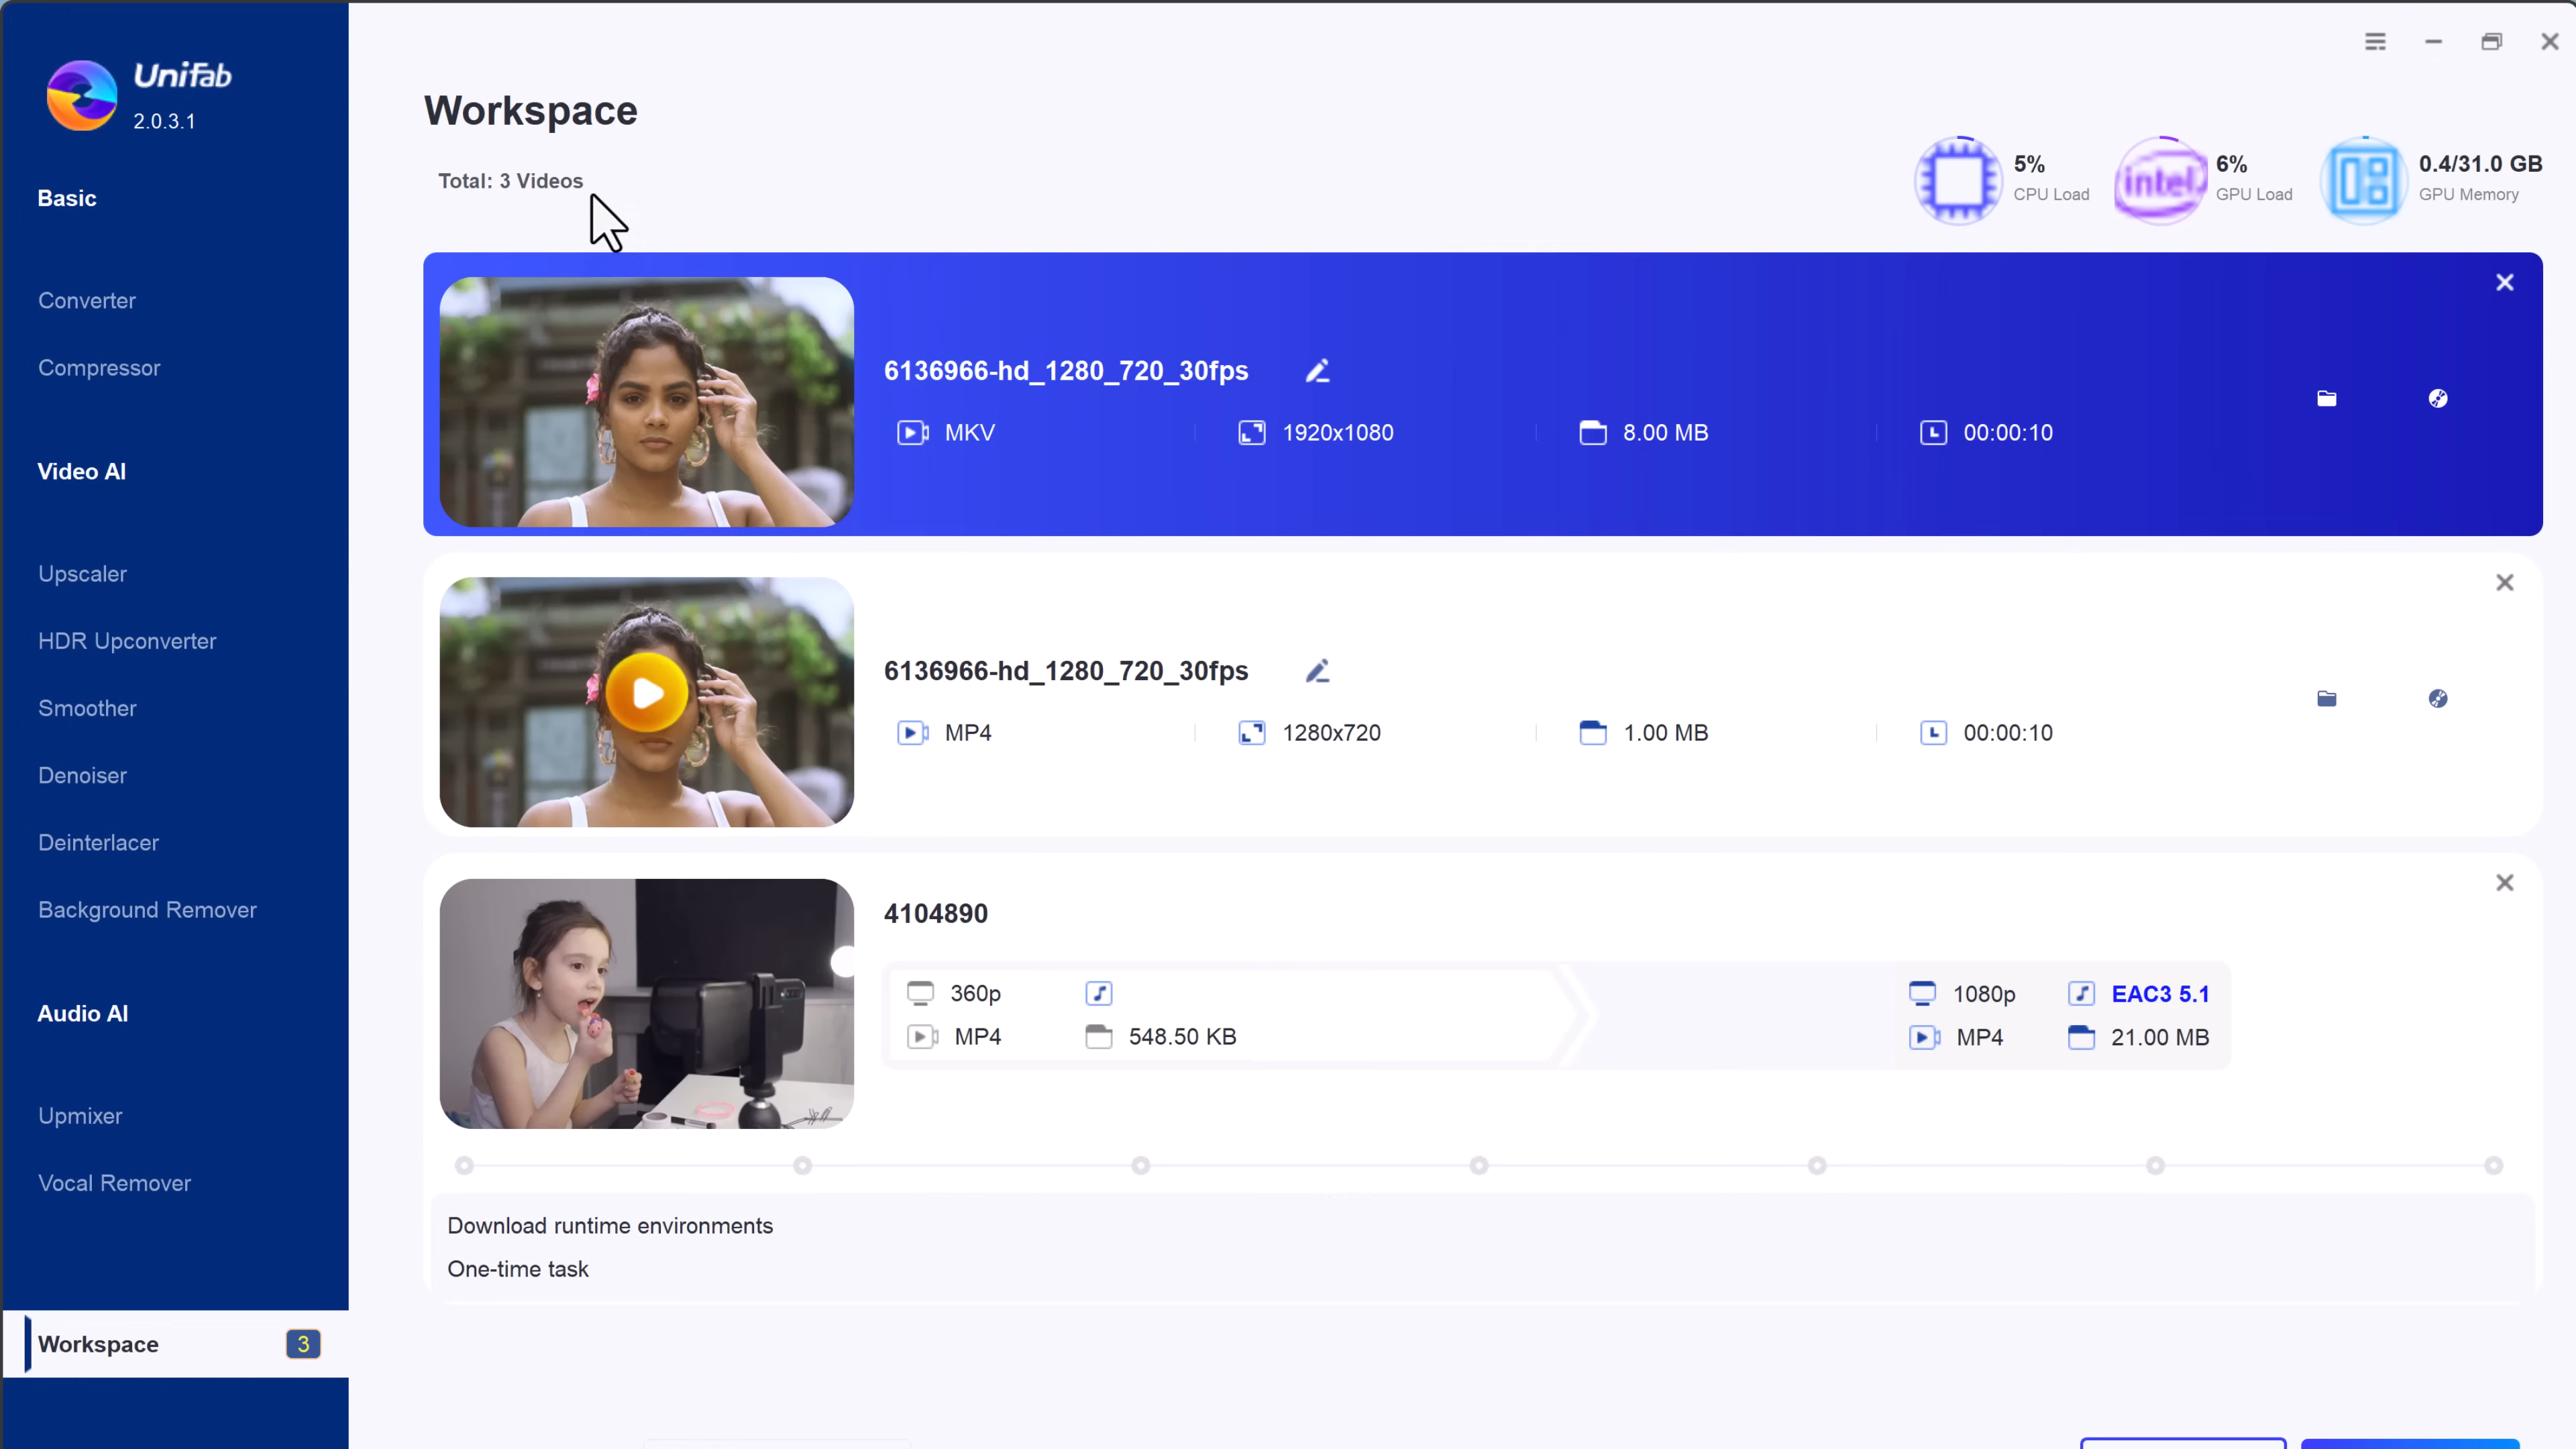 UniFab
2.0.3.1
Basic
Converter
Compressor
Video AI
Upscaler
HDR Upconverter
Smoother
Denoiser
Deinterlacer
Background Remover
Audio AI
Upmixer
Vocal Remover
Workspace 3
Workspace
Total: 3 Videos
5%
CPU Load
intel
6%
GPU Load
0.4/31.0 GB
GPU Memory
6136966-hd_1280_720_30fps
MKV 1920x1080 8.00 MB 00:00:10
6136966-hd_1280_720_30fps
MP4 1280x720 1.00 MB 00:00:10
4104890
360p
MP4 548.50 KB
1080p EAC3 5.1
MP4 21.00 MB
Download runtime environments
One-time task